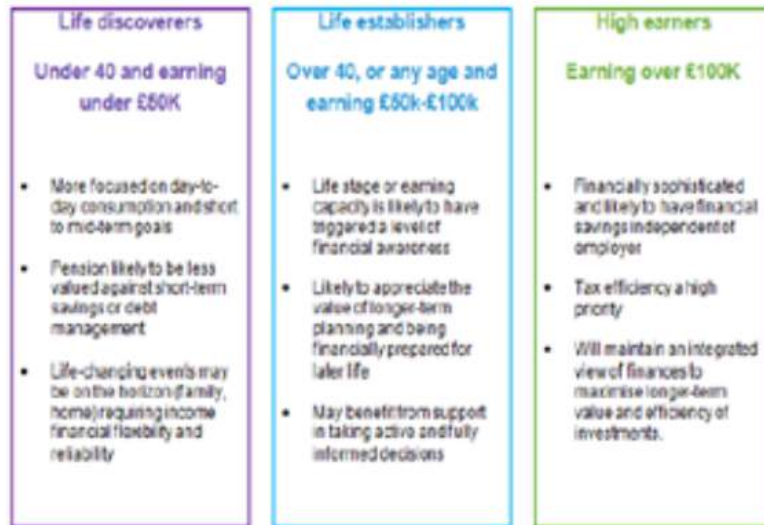 Life discoverers
Under 40 and earning
under £50K
• More focused on day-to-
day consumption and short
to mid-term goals
• Pension likely to be less
valued against short-term
savings or debt
management
• Life-changing events may
be on the horizon (family,
home) requiring income
financial flexibility and
reliability
Life establishers
Over 40, or any age and
earning £50k-£100k
• Life stage or earning
capacity is likely to have
triggered a level of
financial awareness
• Likely to appreciate the
value of longer-term
planning and being
financially prepared for
later life
• May benefit from support
in taking active and fully
informed decisions
High earners
Earning over £100K
• Financially sophisticated
and likely to have financial
savings independent of
employer
• Tax efficiency a high
priority
• Will maintain an integrated
view of finances to
maximise longer-term
value and efficiency of
investments.